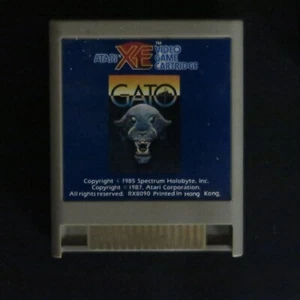 ATARI XE™ VIDEO
GAME
CARTRIDGE
GATO
Copyright © 1985 Spectrum Holobyte, Inc.
Copyright © 1987, Atari Corporation.
All rights reserved. RX8090 Printed in Hong Kong.